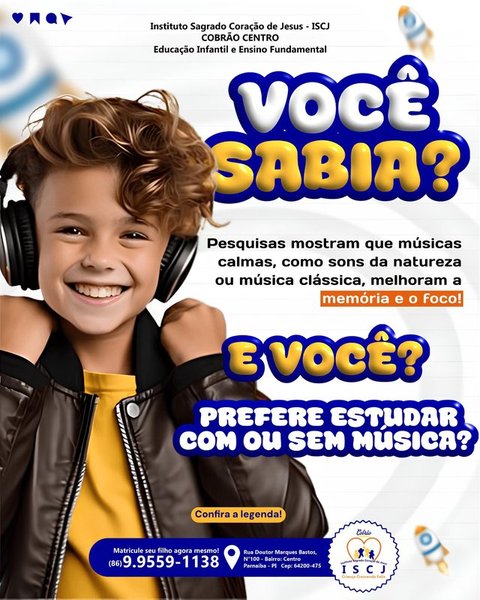 Instituto Sagrado Coração de Jesus - ISCJ
COBRÃO CENTRO
Educação Infantil e Ensino Fundamental
VOCÊ
SABIA?
Pesquisas mostram que músicas
calmas, como sons da natureza
ou música clássica, melhoram a
memória e o foco!
E VOCÊ?
PREFERE ESTUDAR
COM OU SEM MÚSICA?
Confira a legenda!
Matricule seu filho agora mesmo!
(86) 9.9559-1138
Rua Doutor Marques Bastos,
N°100 - Bairro: Centro
Parnaíba - PI Cep: 64200-475
ISCJ